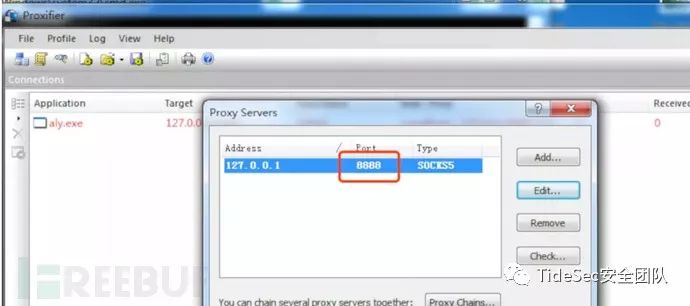 Proxifier
File Profile Log View Help
Connections
Application Target Received
aly.exe 127.0.0 0
Proxy Servers
Address / Port Type
127.0.0.1 8888 SOCKS5
Add...
Edit...
Remove
Check...
You can chain several proxy servers together: Proxy Chains...
FREEBUF
TideSec安全团队